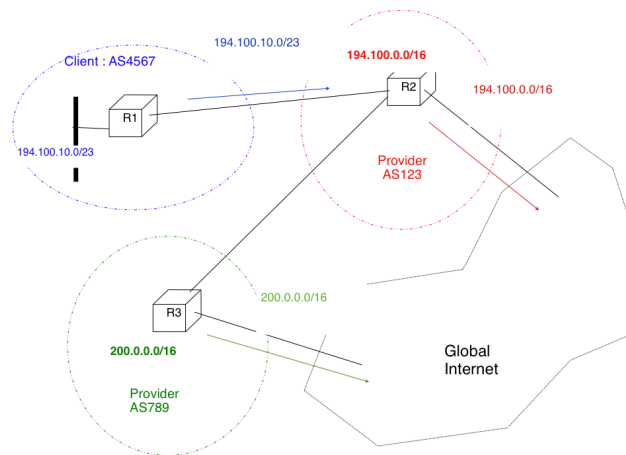 194.100.10.0/23
194.100.0.0/16
Client : AS4567
194.100.0.0/16
R1
R2
194.100.10.0/23
Provider
AS123
200.0.0.0/16
R3
200.0.0.0/16
Global
Internet
Provider
AS789